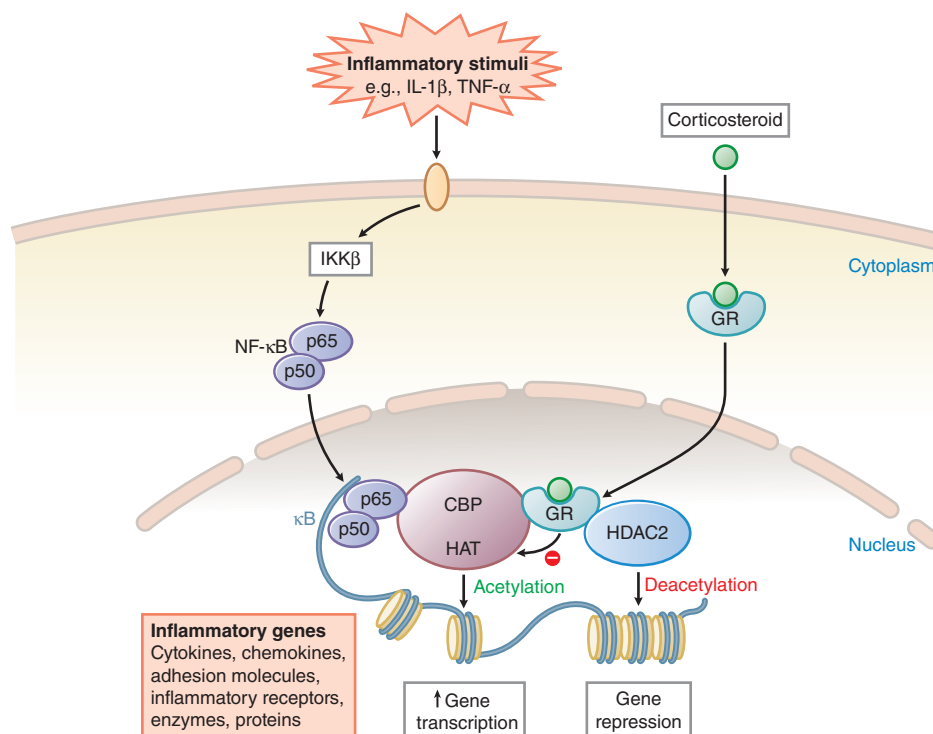 Inflammatory stimuli
e.g., IL-1β, TNF-α
Corticosteroid
IKKβ
Cytoplasm
GR
NF-κB
p65
p50
κB
p65
p50
CBP
HAT
GR
HDAC2
Nucleus
Acetylation
Deacetylation
Inflammatory genes
Cytokines, chemokines,
adhesion molecules,
inflammatory receptors,
enzymes, proteins
↑ Gene
transcription
Gene
repression